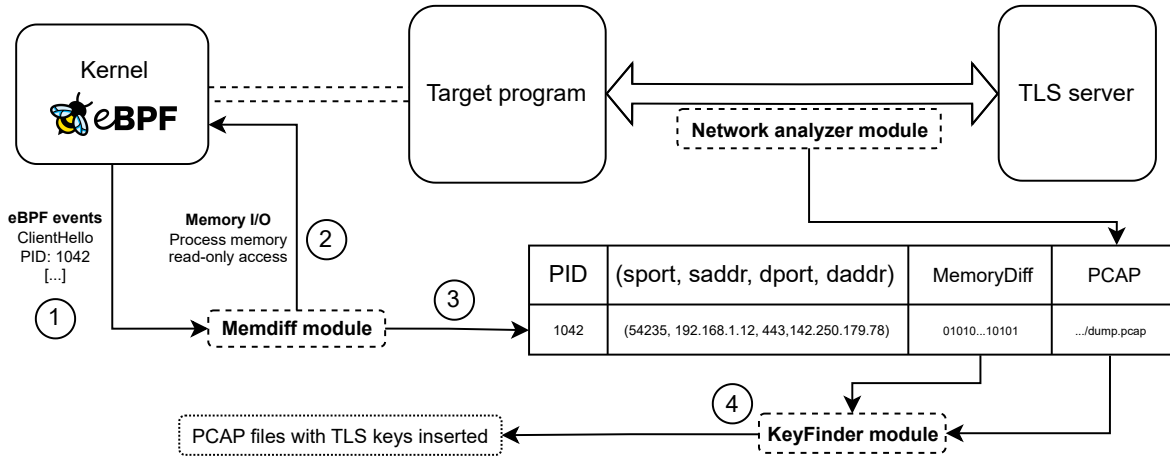 Kernel
eBPF
Target program
TLS server
Network analyzer module
eBPF events
ClientHello
PID: 1042
[...]
1
Memory I/O
Process memory
read-only access
2
Memdiff module
3
PID
(sport, saddr, dport, daddr)
MemoryDiff
PCAP
1042
(54235, 192.168.1.12, 443,142.250.179.78)
01010...10101
.../dump.pcap
4
KeyFinder module
PCAP files with TLS keys inserted